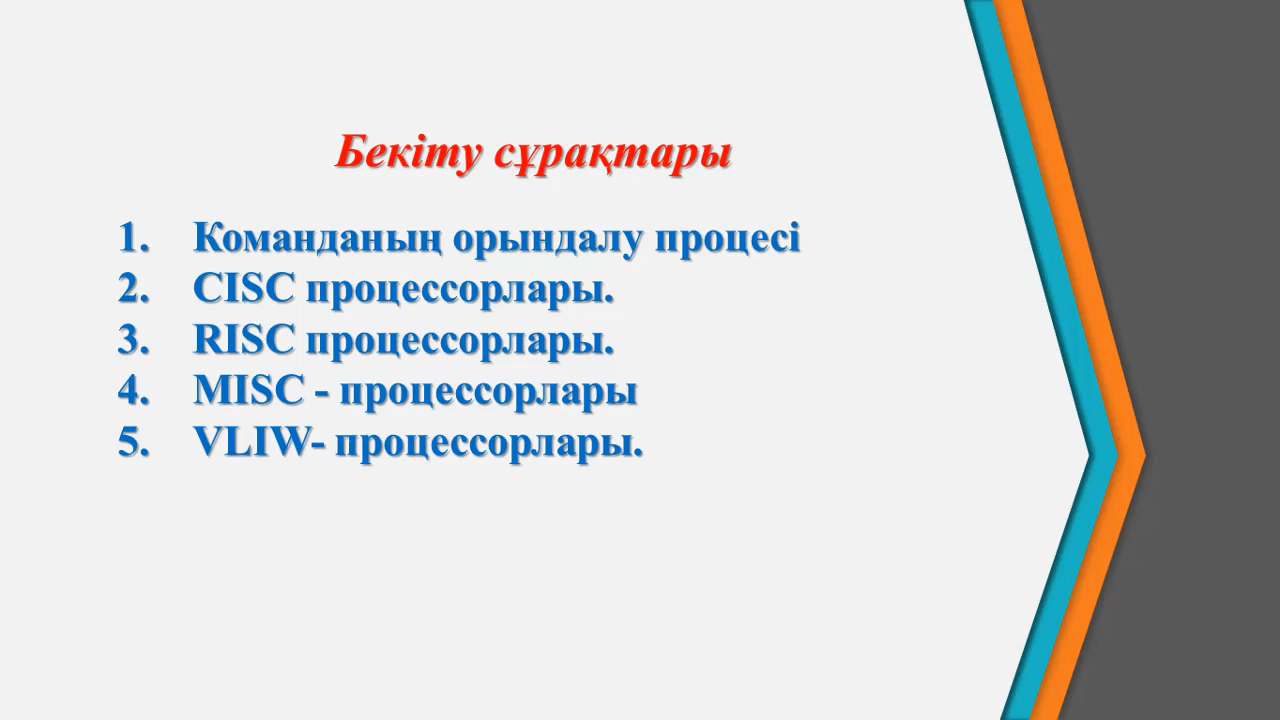 Бекіту сұрақтары
1. Команданың орындалу процесі
2. CISC процессорлары.
3. RISC процессорлары.
4. MISC - процессорлары
5. VLIW- процессорлары.